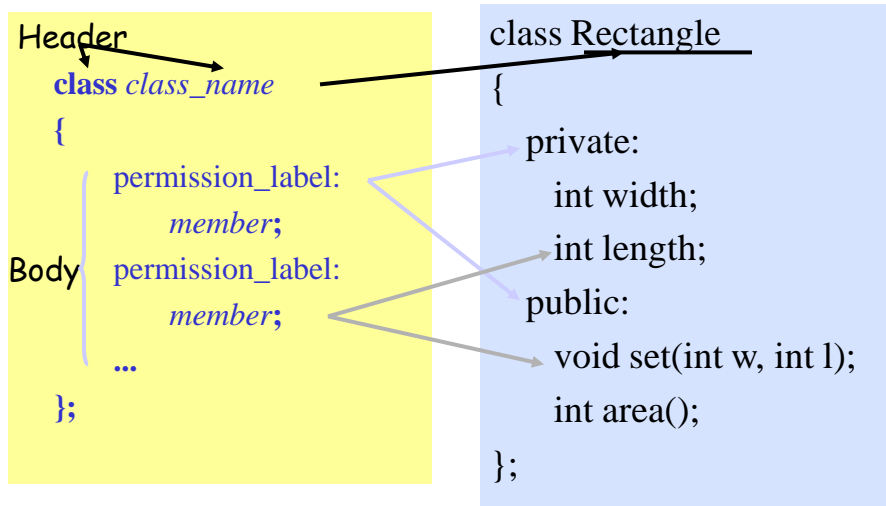 Header
class class_name
{
permission_label:
member;
Body
permission_label:
member;
...
};
class Rectangle
{
private:
int width;
int length;
public:
void set(int w, int l);
int area();
};